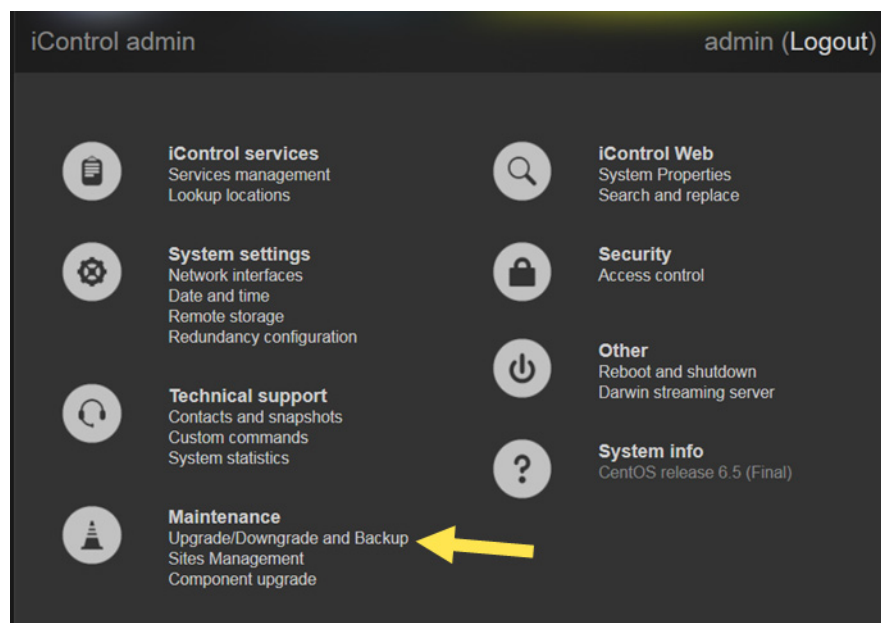 iControl admin
admin (Logout)
iControl services
Services management
Lookup locations
System settings
Network interfaces
Date and time
Remote storage
Redundancy configuration
Technical support
Contacts and snapshots
Custom commands
System statistics
Maintenance
Upgrade/Downgrade and Backup
Sites Management
Component upgrade
iControl Web
System Properties
Search and replace
Security
Access control
Other
Reboot and shutdown
Darwin streaming server
System info
CentOS release 6.5 (Final)